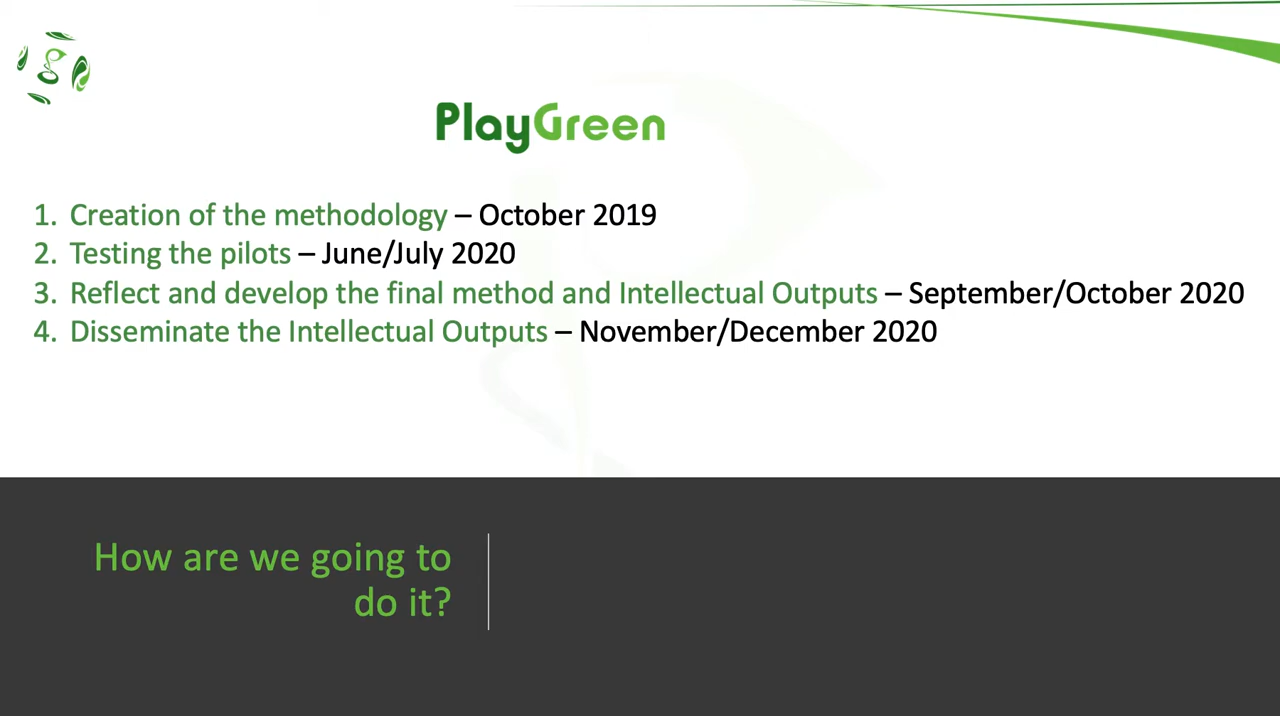 PlayGreen
1. Creation of the methodology – October 2019
2. Testing the pilots – June/July 2020
3. Reflect and develop the final method and Intellectual Outputs – September/October 2020
4. Disseminate the Intellectual Outputs – November/December 2020
How are we going to
do it?